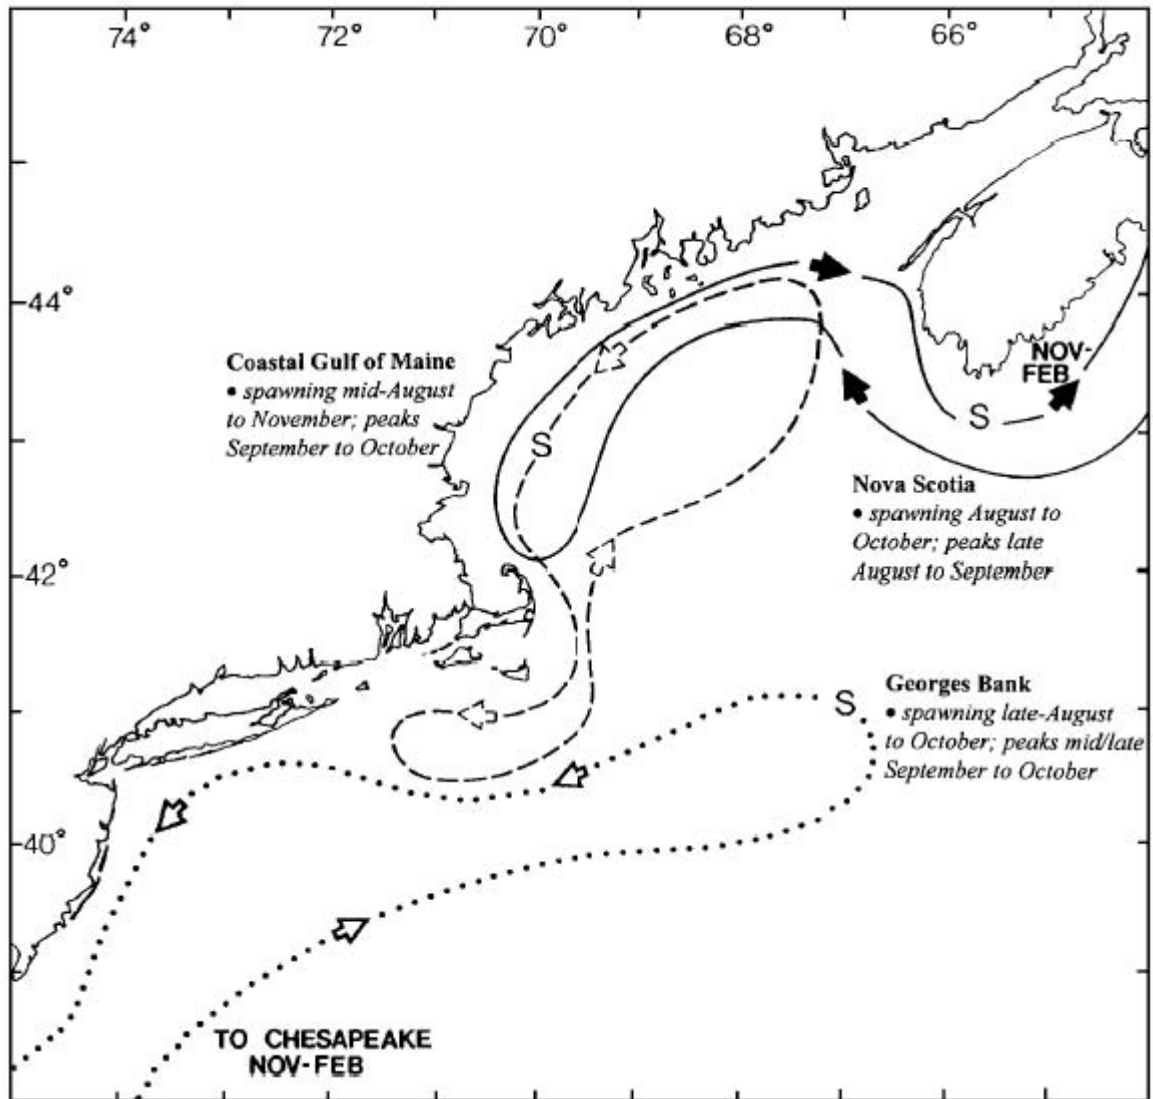 74° 72° 70° 68° 66°
44°
Coastal Gulf of Maine
• spawning mid-August
to November; peaks
September to October
NOV-
FEB
S
S
Nova Scotia
• spawning August to
October; peaks late
August to September
42°
Georges Bank
• spawning late-August
to October; peaks mid/late
September to October
S
40°
TO CHESAPEAKE
NOV-FEB